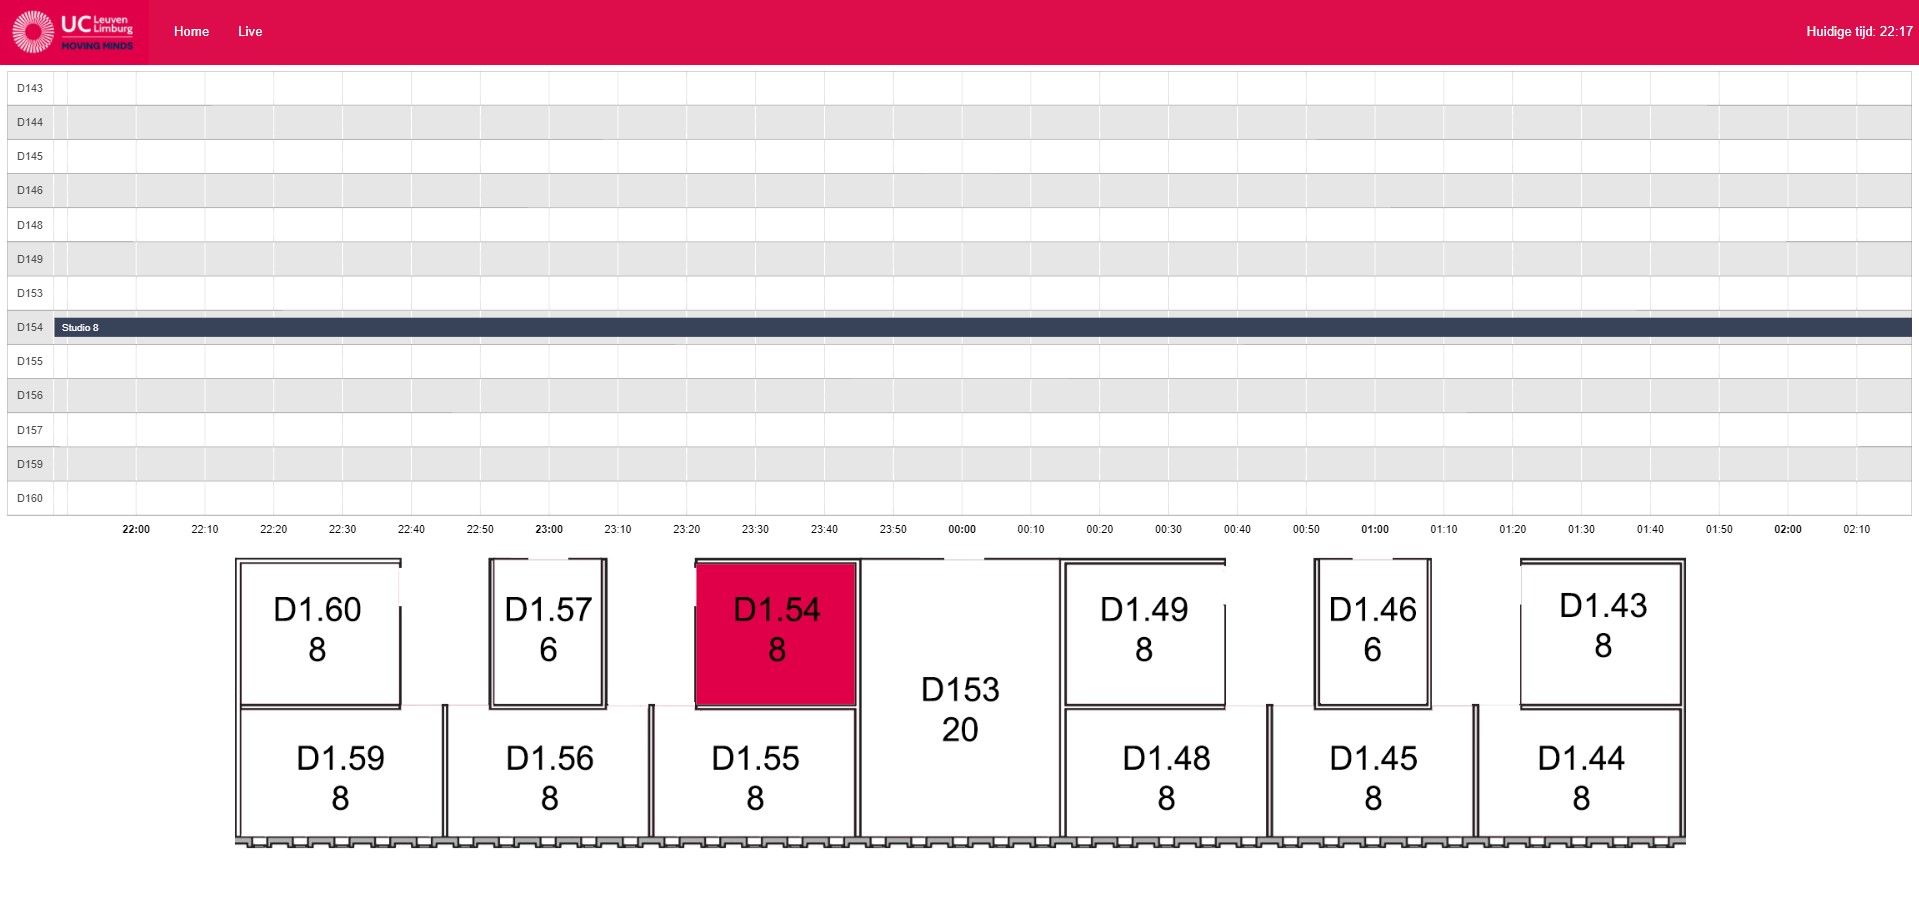 UC Leuven
Limburg
MOVING MINDS
Home
Live
Huidige tijd: 22:17
D143
D144
D145
D146
D148
D149
D153
D154 Studio 8
D155
D156
D157
D159
D160
22:00 22:10 22:20 22:30 22:40 22:50 23:00 23:10 23:20 23:30 23:40 23:50 00:00 00:10 00:20 00:30 00:40 00:50 01:00 01:10 01:20 01:30 01:40 01:50 02:00 02:10
D1.60
8
D1.57
6
D1.54
8
D153
20
D1.49
8
D1.46
6
D1.43
8
D1.59
8
D1.56
8
D1.55
8
D1.48
8
D1.45
8
D1.44
8